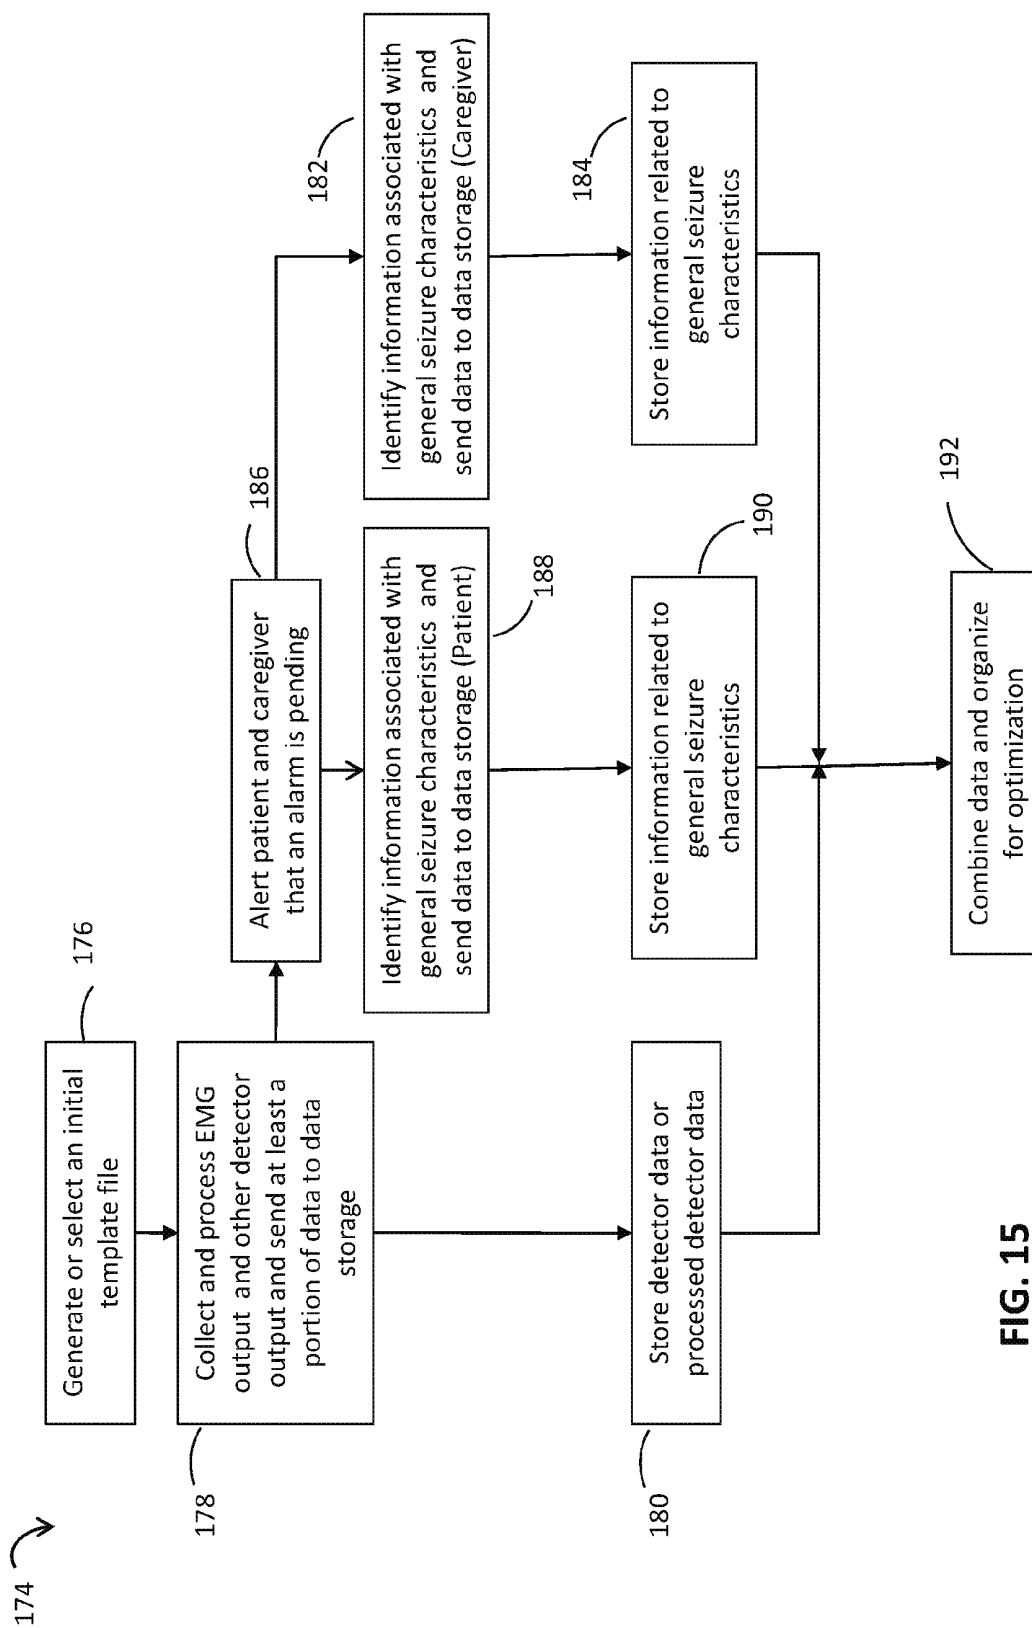 174
Generate or select an initial
template file
176
Collect and process EMG
output and other detector
output and send at least a
portion of data to data
storage
178
Alert patient and caregiver
that an alarm is pending
186
Identify information associated with
general seizure characteristics and
send data to data storage (Patient)
188
Identify information associated with
general seizure characteristics and
send data to data storage (Caregiver)
182
Store detector data or
processed detector data
180
Store information related to
general seizure
characteristics
190
Store information related to
general seizure
characteristics
184
Combine data and organize
for optimization
192
FIG. 15